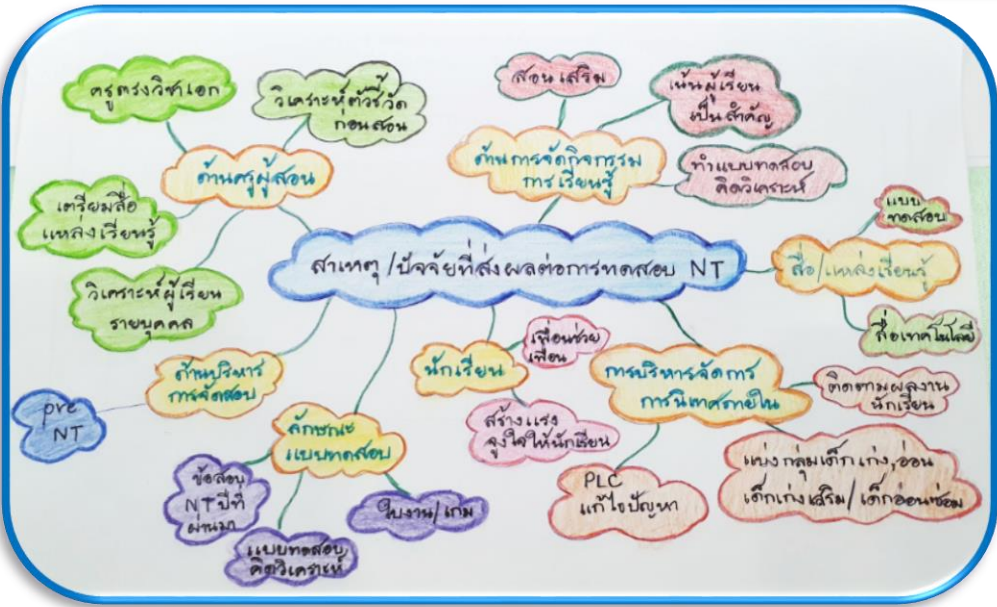 ครูตรงวิชาเอก
วิเคราะห์ตัวชี้วัด
ก่อนสอน
ด้านครูผู้สอน
เตรียมสื่อ
แหล่งเรียนรู้
วิเคราะห์ผู้เรียน
รายบุคคล
สอนเสริม
เน้นผู้เรียน
เป็นสำคัญ
ด้านการจัดกิจกรรม
การเรียนรู้
ทำแบบทดสอบ
คิดวิเคราะห์
สาเหตุ/ปัจจัยที่ส่งผลต่อการทดสอบ NT
แบบ
ทดสอบ
สื่อ/แหล่งเรียนรู้
สื่อเทคโนโลยี
ด้านบริหาร
การจัดสอบ
pre
NT
ลักษณะ
แบบทดสอบ
ข้อสอบ
NT ปีที่
ผ่านมา
แบบทดสอบ
คิดวิเคราะห์
ใบงาน/เกม
นักเรียน
เพื่อนช่วย
เพื่อน
สร้างแรง
จูงใจให้นักเรียน
การบริหารจัดการ
การนิเทศภายใน
ติดตามผลงาน
นักเรียน
PLC
แก้ไขปัญหา
แบ่งกลุ่มเด็กเก่ง,อ่อน
เด็กเก่งเสริม/เด็กอ่อนซ่อม